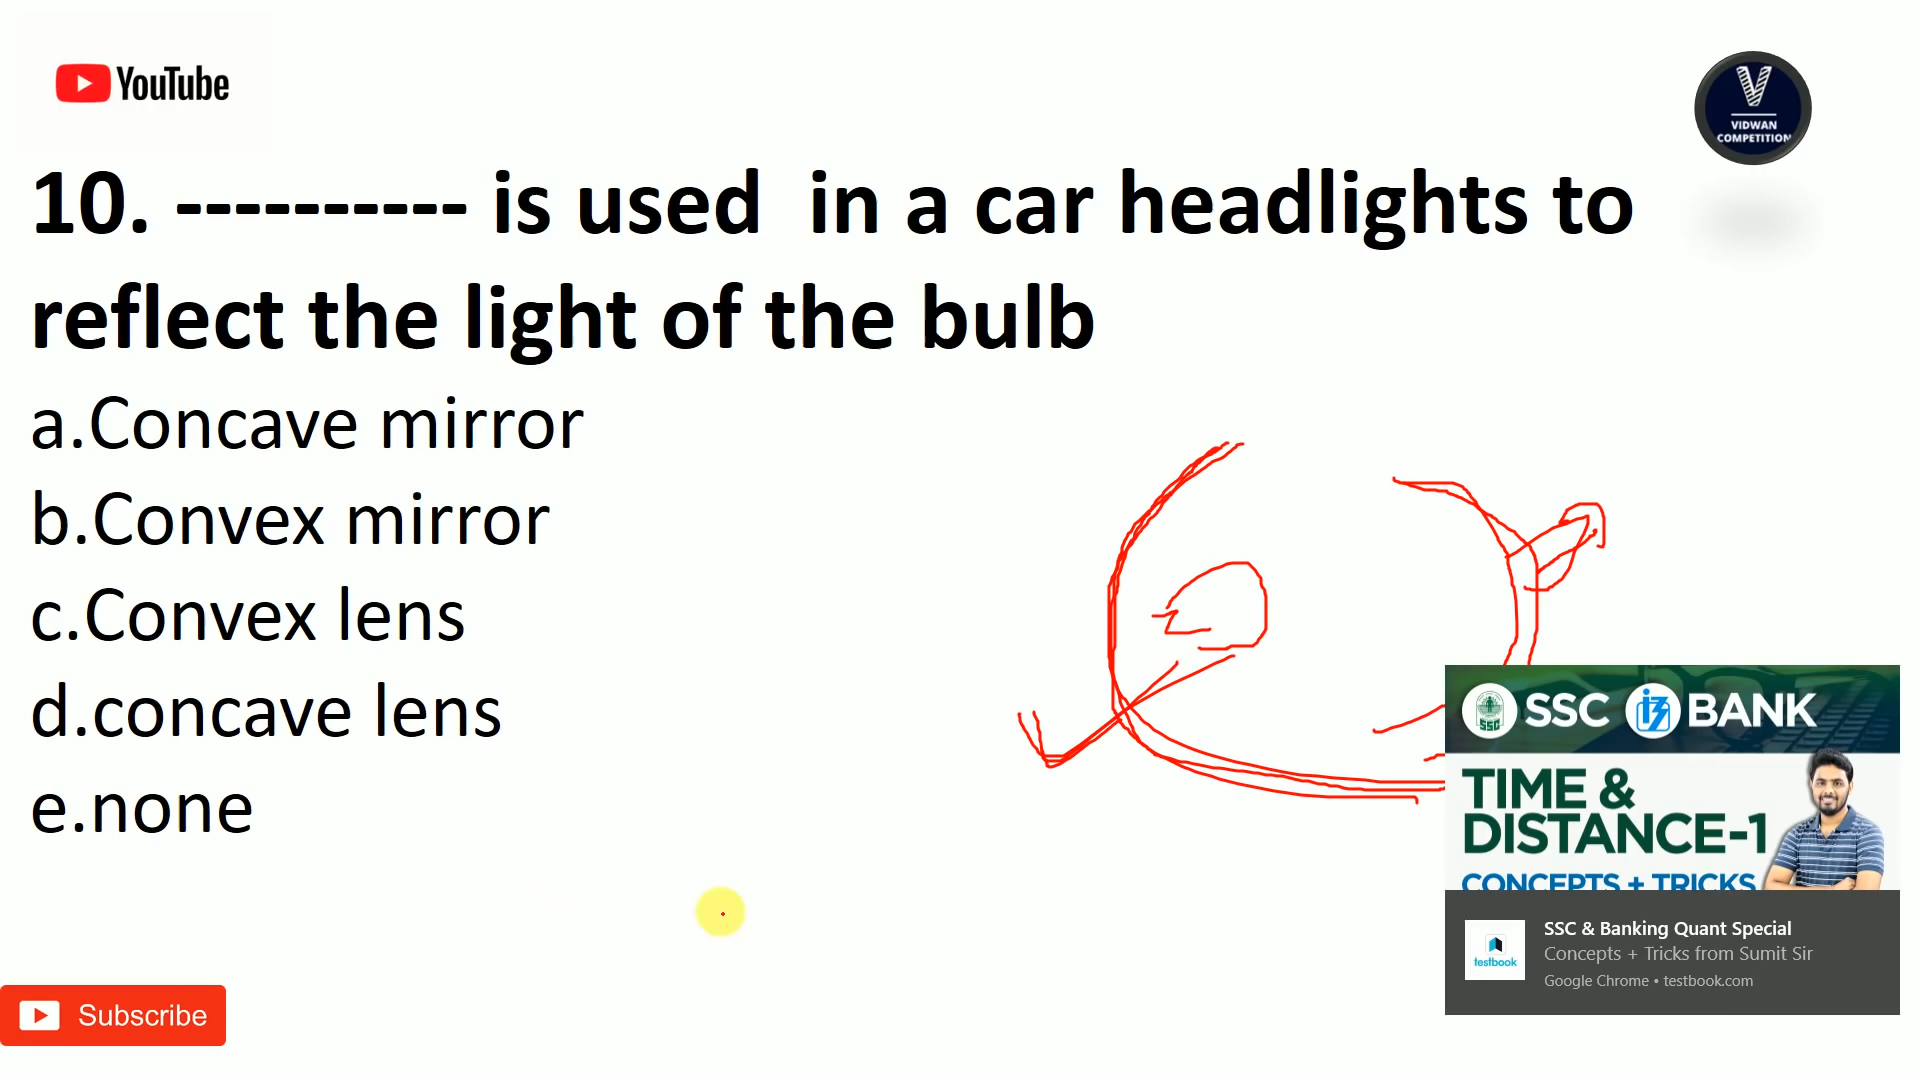 YouTube
V
VIDWAN
COMPETITION
10. ---------- is used  in a car headlights to
reflect the light of the bulb
a.Concave mirror
b.Convex mirror
c.Convex lens
d.concave lens
e.none
SSC BANK
TIME &
DISTANCE-1
CONCEPTS + TRICKS
SSC & Banking Quant Special
Concepts + Tricks from Sumit Sir
Google Chrome • testbook.com
testbook
Subscribe